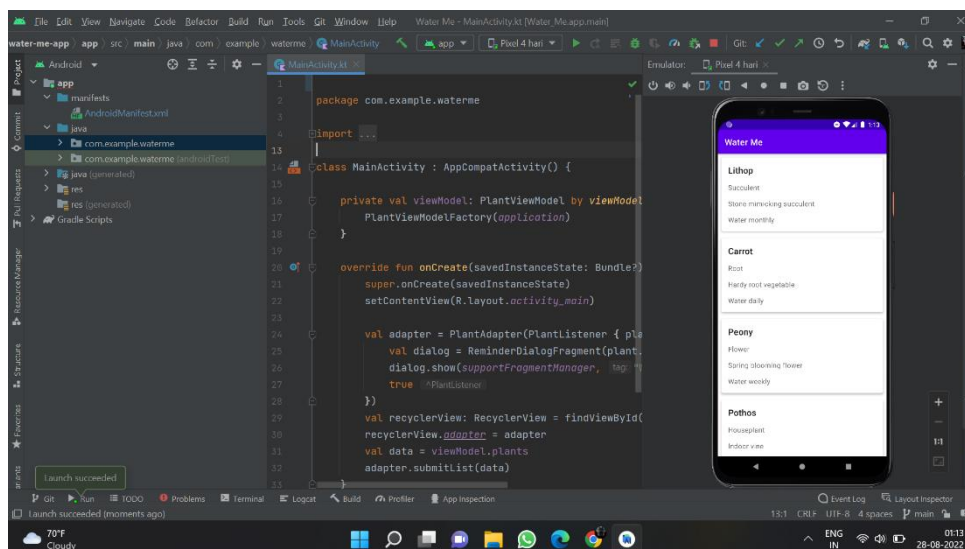 File Edit View Navigate Code Refactor Build Run Tools Git Window Help Water Me - MainActivity.kt [Water_Me.app.main]
water-me-app app src main java com example waterme MainActivity app Pixel 4 hari Git:
Android
app
manifests
AndroidManifest.xml
java
com.example.waterme
com.example.waterme (androidTest)
java (generated)
res
res (generated)
Gradle Scripts
Project
Commit
Pull Requests
Resource Manager
Structure
Favorites
MainActivity.kt
1
2 package com.example.waterme
3
4 import ...
13
14 class MainActivity : AppCompatActivity() {
15
16 private val viewModel: PlantViewModel by viewModel
17 PlantViewModelFactory(application)
18 }
19
20 override fun onCreate(savedInstanceState: Bundle?)
21 super.onCreate(savedInstanceState)
22 setContentView(R.layout.activity_main)
23
24 val adapter = PlantAdapter(PlantListener { pla
25 val dialog = ReminderDialogFragment(plant.
26 dialog.show(supportFragmentManager, tag:
27 true ^PlantListener
28 })
29 val recyclerView: RecyclerView = findViewById(
30 recyclerView.adapter = adapter
31 val data = viewModel.plants
32 adapter.submitList(data)
33 }
Emulator: Pixel 4 hari
1:13
Water Me
Lithop
Succulent
Stone mimicking succulent
Water monthly
Carrot
Root
Hardy root vegetable
Water daily
Peony
Flower
Spring blooming flower
Water weekly
Pothos
Houseplant
Indoor vine
1:1
Launch succeeded
Git Run TODO Problems Terminal Logcat Build Profiler App Inspection Event Log Layout Inspector
Launch succeeded (moments ago) 13:1 CRLF UTF-8 4 spaces main
70°F
Cloudy
ENG
IN
01:13
28-08-2022